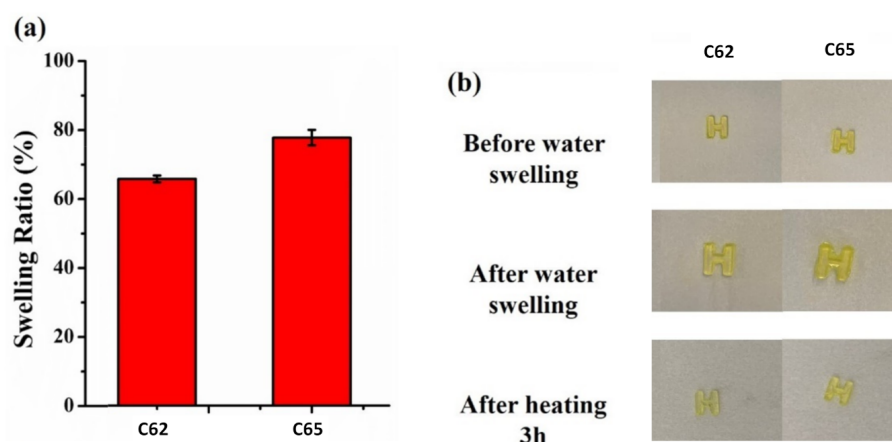 (a)
Swelling Ratio (%)
100
80
60
40
20
0
C62
C65
(b)
C62
C65
Before water
swelling
H
H
After water
swelling
H
H
After heating
3h
H
H